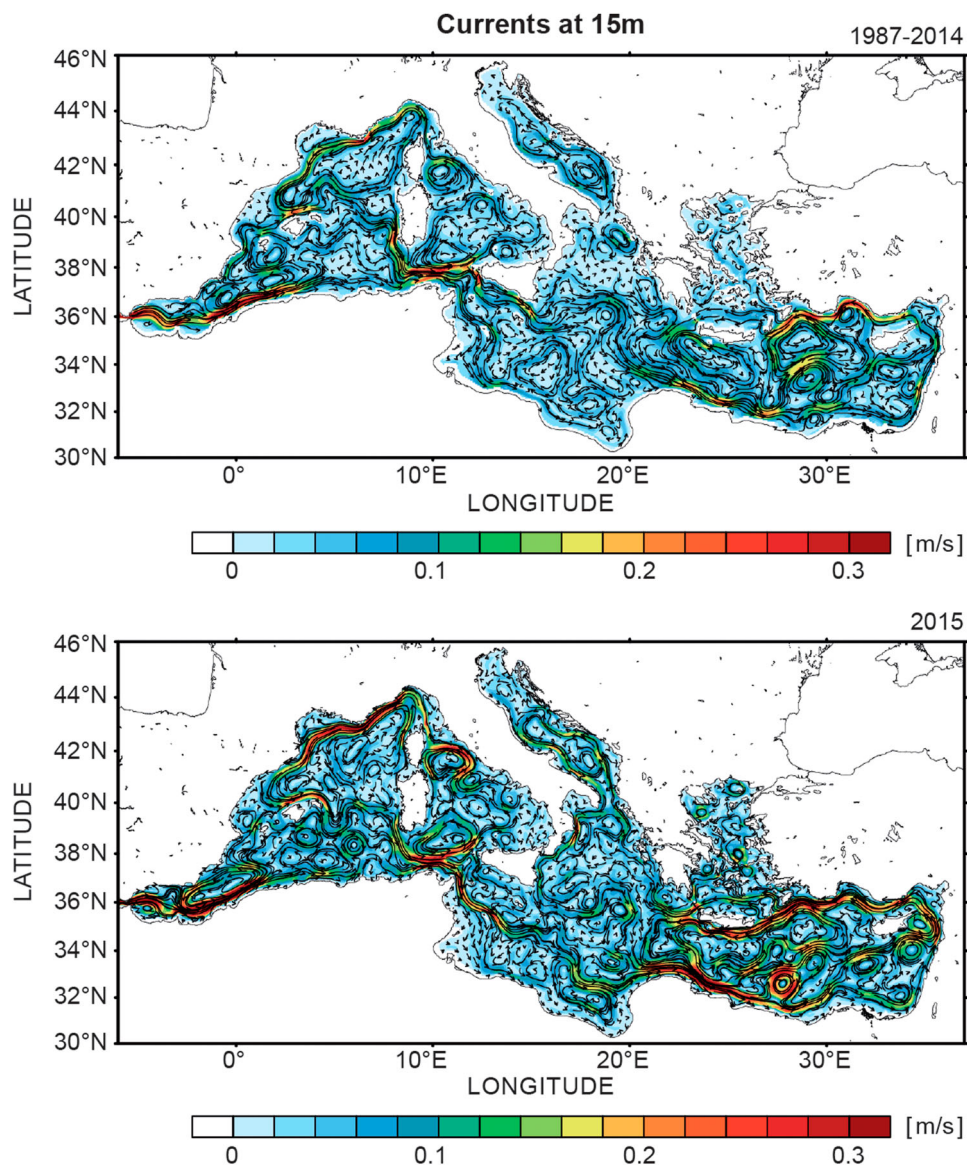 Currents at 15m
1987-2014
46°N
44°N
42°N
40°N
38°N
36°N
34°N
32°N
30°N
LATITUDE
0°
10°E
20°E
30°E
LONGITUDE
[m/s]
0
0.1
0.2
0.3
2015
46°N
44°N
42°N
40°N
38°N
36°N
34°N
32°N
30°N
LATITUDE
0°
10°E
20°E
30°E
LONGITUDE
[m/s]
0
0.1
0.2
0.3